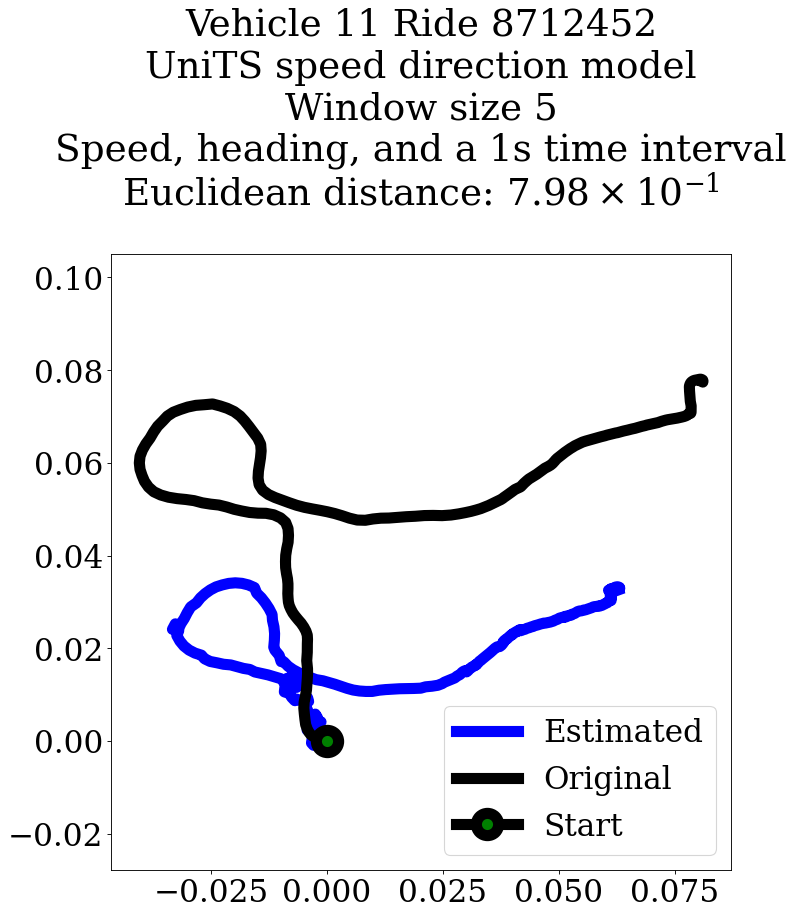 Vehicle 11 Ride 8712452
UniTS speed direction model
Window size 5
Speed, heading, and a 1s time interval
Euclidean distance: 7.98 × 10⁻¹
0.10
0.08
0.06
0.04
0.02
0.00
−0.02
−0.025 0.000 0.025 0.050 0.075
Estimated
Original
Start